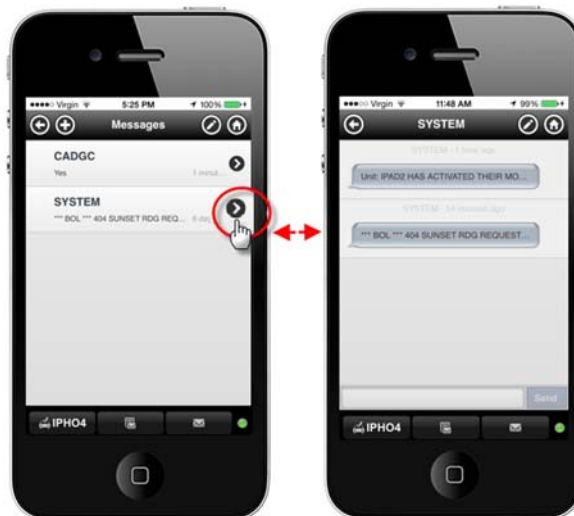 Virgin 5:25 PM 100%
Messages
CADGC
Yes 1 minut...
SYSTEM
*** BOL *** 404 SUNSET RDG REQ... 6 day
IPHO4
Virgin 11:48 AM 99%
SYSTEM
SYSTEM - 1 hour ago
Unit: IPAD2 HAS ACTIVATED THEIR MO...
SYSTEM - 54 minutes ago
*** BOL *** 404 SUNSET RDG REQUEST...
Send
IPHO4